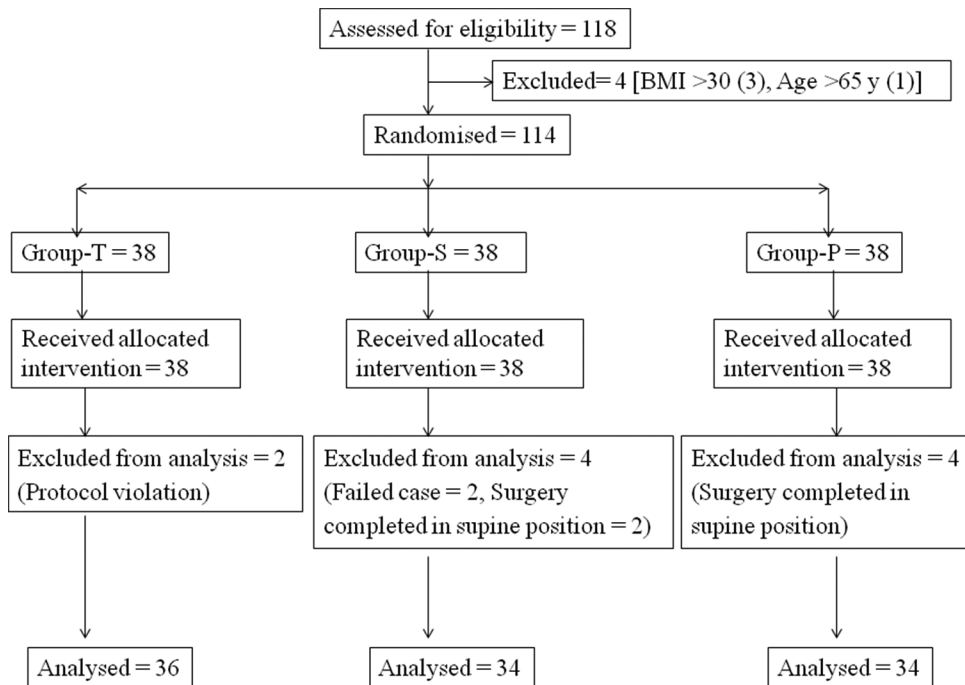 Assessed for eligibility = 118
Excluded= 4 [BMI >30 (3), Age >65 y (1)]
Randomised = 114
Group-T = 38
Group-S = 38
Group-P = 38
Received allocated
intervention = 38
Received allocated
intervention = 38
Received allocated
intervention = 38
Excluded from analysis = 2
(Protocol violation)
Excluded from analysis = 4
(Failed case = 2, Surgery
completed in supine position = 2)
Excluded from analysis = 4
(Surgery completed in
supine position)
Analysed = 36
Analysed = 34
Analysed = 34